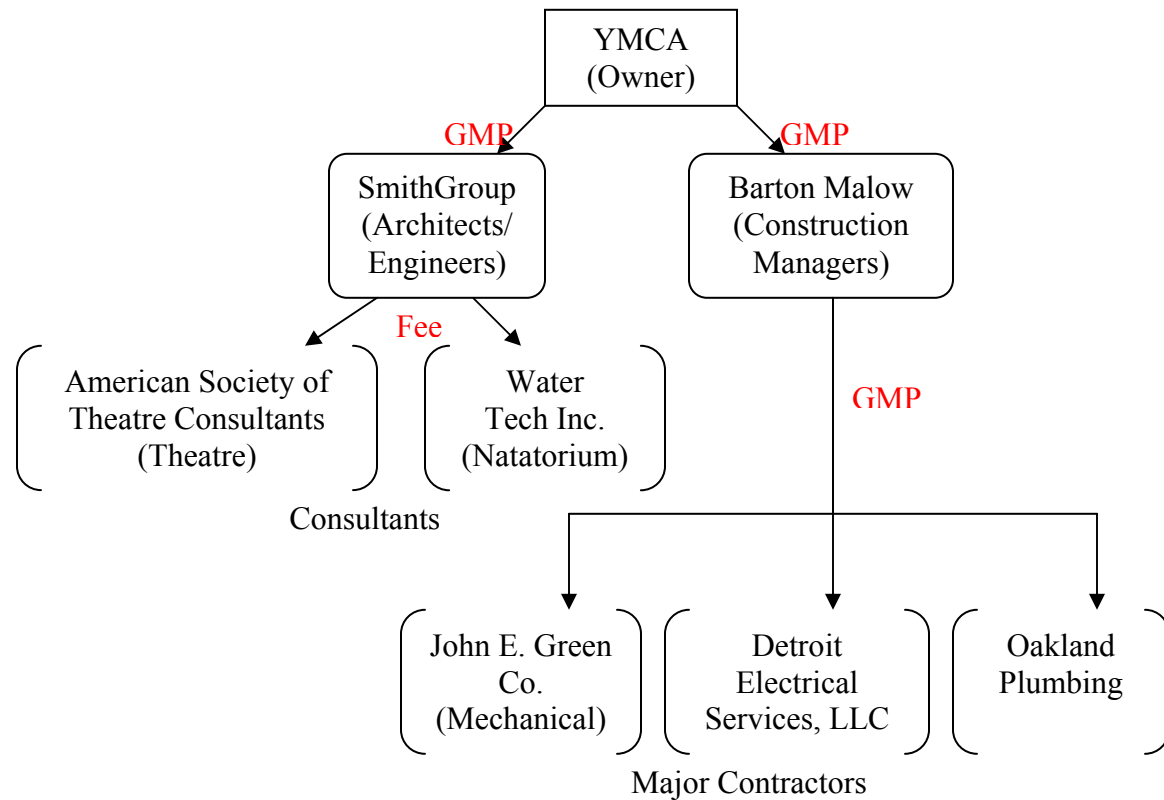 YMCA
(Owner)
GMP
GMP
SmithGroup
(Architects/
Engineers)
Barton Malow
(Construction
Managers)
Fee
American Society of
Theatre Consultants
(Theatre)
Water
Tech Inc.
(Natatorium)
GMP
Consultants
John E. Green
Co.
(Mechanical)
Detroit
Electrical
Services, LLC
Oakland
Plumbing
Major Contractors